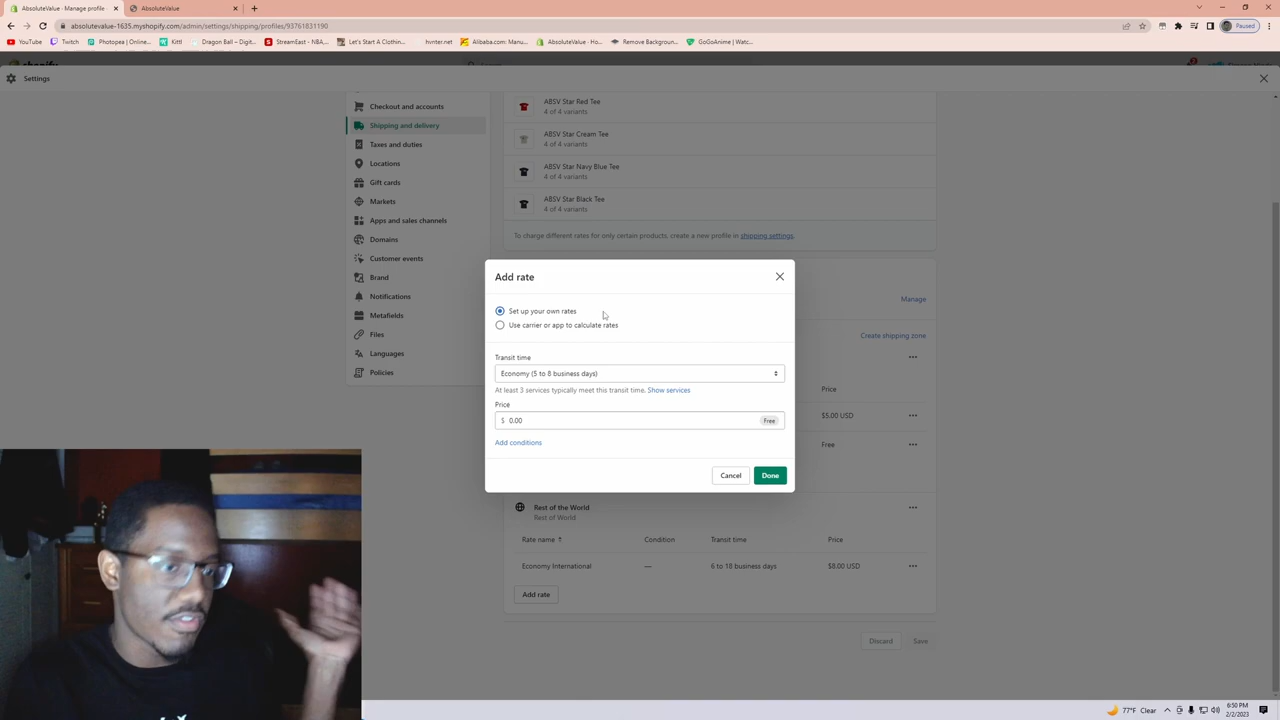 AbsoluteValue - Manage profile
AbsoluteValue
absolutevalue-1635.myshopify.com/admin/settings/shipping/profiles/93761831190
Paused
YouTube
Twitch
Photopea | Online...
Kittl
Dragon Ball – Digit...
StreamEast - NBA,...
Let's Start A Clothin...
hvnter.net
Alibaba.com: Manu...
AbsoluteValue · Ho...
Remove Backgroun...
GoGoAnime | Watc...
Settings
Checkout and accounts
Shipping and delivery
Taxes and duties
Locations
Gift cards
Markets
Apps and sales channels
Domains
Customer events
Brand
Notifications
Metafields
Files
Languages
Policies
ABSV Star Red Tee
4 of 4 variants
ABSV Star Cream Tee
4 of 4 variants
ABSV Star Navy Blue Tee
4 of 4 variants
ABSV Star Black Tee
4 of 4 variants
To charge different rates for only certain products, create a new profile in shipping settings.
Manage
Create shipping zone
Price
$5.00 USD
Free
Add rate
Set up your own rates
Use carrier or app to calculate rates
Transit time
Economy (5 to 8 business days)
At least 3 services typically meet this transit time. Show services
Price
$ 0.00 Free
Add conditions
Cancel
Done
Rest of the World
Rest of World
Rate name ↑ Condition Transit time Price
Economy International — 6 to 18 business days $8.00 USD
Add rate
Discard
Save
77°F Clear
6:50 PM
2/2/2023